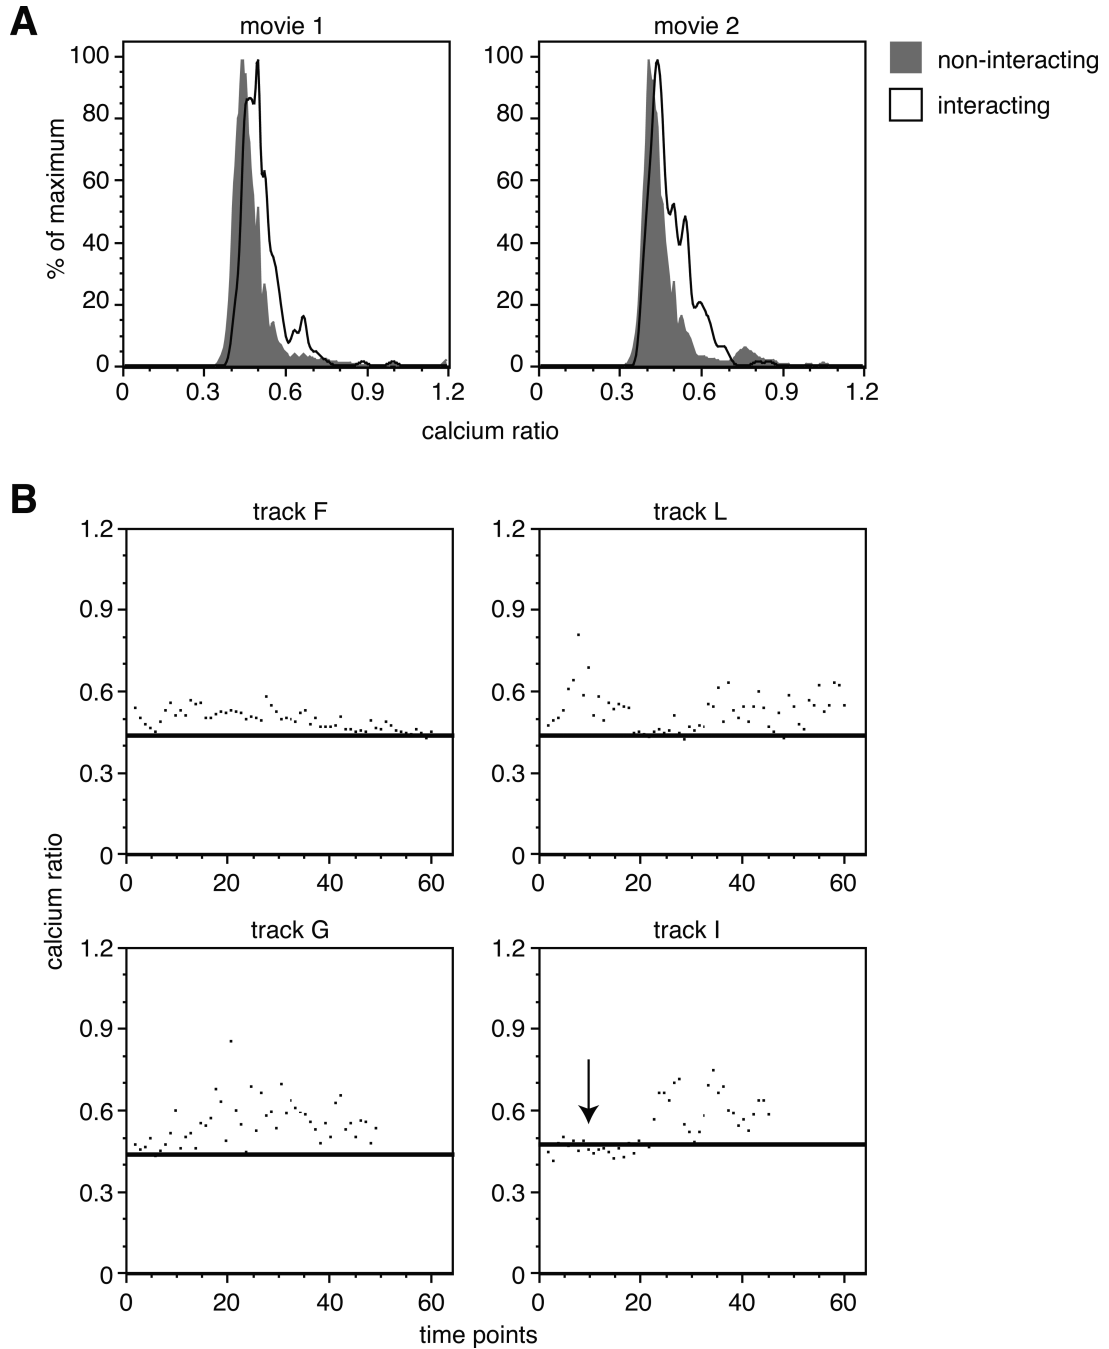 A
movie 1
movie 2
non-interacting
interacting
% of maximum
100
80
60
40
20
0
0 0.3 0.6 0.9 1.2
100
80
60
40
20
0
0 0.3 0.6 0.9 1.2
calcium ratio
B
track F
1.2
0.9
0.6
0.3
0
0 20 40 60
track L
1.2
0.9
0.6
0.3
0
0 20 40 60
calcium ratio
track G
1.2
0.9
0.6
0.3
0
0 20 40 60
track I
1.2
0.9
0.6
0.3
0
0 20 40 60
time points